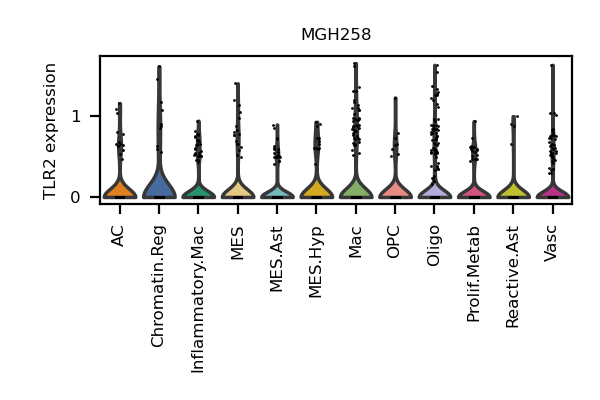 MGH258
TLR2 expression
1
0
AC
Chromatin.Reg
Inflammatory.Mac
MES
MES.Ast
MES.Hyp
Mac
OPC
Oligo
Prolif.Metab
Reactive.Ast
Vasc